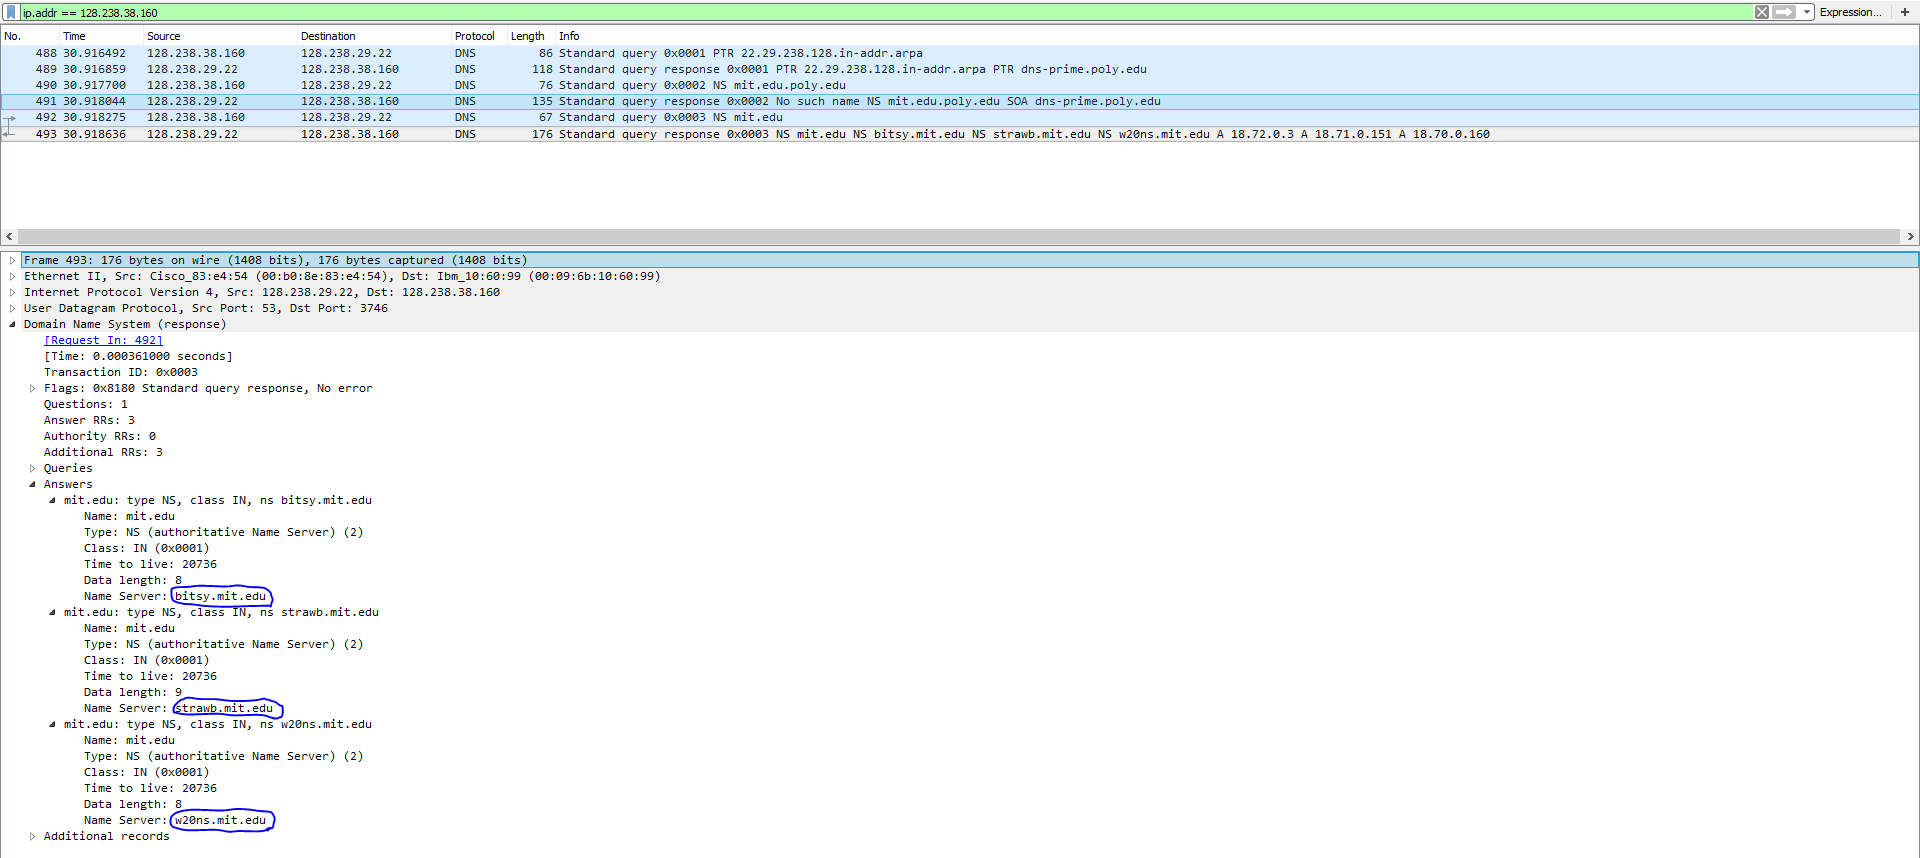 ip.addr == 128.238.38.160 Expression... +
No. Time Source Destination Protocol Length Info
488 30.916492 128.238.38.160 128.238.29.22 DNS 86 Standard query 0x0001 PTR 22.29.238.128.in-addr.arpa
489 30.916859 128.238.29.22 128.238.38.160 DNS 118 Standard query response 0x0001 PTR 22.29.238.128.in-addr.arpa PTR dns-prime.poly.edu
490 30.917700 128.238.38.160 128.238.29.22 DNS 76 Standard query 0x0002 NS mit.edu.poly.edu
491 30.918044 128.238.29.22 128.238.38.160 DNS 135 Standard query response 0x0002 No such name NS mit.edu.poly.edu SOA dns-prime.poly.edu
492 30.918275 128.238.38.160 128.238.29.22 DNS 67 Standard query 0x0003 NS mit.edu
493 30.918636 128.238.29.22 128.238.38.160 DNS 176 Standard query response 0x0003 NS mit.edu NS bitsy.mit.edu NS strawb.mit.edu NS w20ns.mit.edu A 18.72.0.3 A 18.71.0.151 A 18.70.0.160
Frame 493: 176 bytes on wire (1408 bits), 176 bytes captured (1408 bits)
Ethernet II, Src: Cisco_83:e4:54 (00:b0:8e:83:e4:54), Dst: Ibm_10:60:99 (00:09:6b:10:60:99)
Internet Protocol Version 4, Src: 128.238.29.22, Dst: 128.238.38.160
User Datagram Protocol, Src Port: 53, Dst Port: 3746
Domain Name System (response)
[Request In: 492]
[Time: 0.000361000 seconds]
Transaction ID: 0x0003
Flags: 0x8180 Standard query response, No error
Questions: 1
Answer RRs: 3
Authority RRs: 0
Additional RRs: 3
Queries
Answers
mit.edu: type NS, class IN, ns bitsy.mit.edu
Name: mit.edu
Type: NS (authoritative Name Server) (2)
Class: IN (0x0001)
Time to live: 20736
Data length: 8
Name Server: bitsy.mit.edu
mit.edu: type NS, class IN, ns strawb.mit.edu
Name: mit.edu
Type: NS (authoritative Name Server) (2)
Class: IN (0x0001)
Time to live: 20736
Data length: 9
Name Server: strawb.mit.edu
mit.edu: type NS, class IN, ns w20ns.mit.edu
Name: mit.edu
Type: NS (authoritative Name Server) (2)
Class: IN (0x0001)
Time to live: 20736
Data length: 8
Name Server: w20ns.mit.edu
Additional records